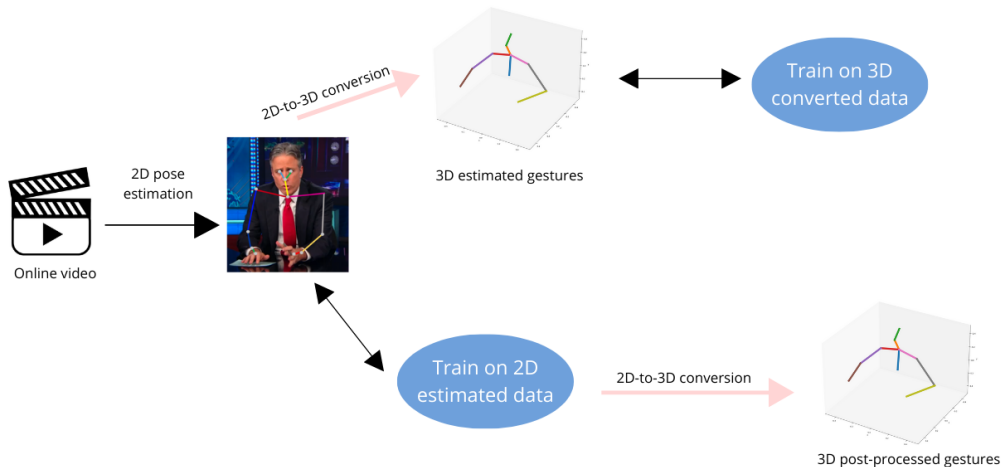 2D-to-3D conversion
Train on 3D
converted data
3D estimated gestures
2D pose
estimation
Online video
Train on 2D
estimated data
2D-to-3D conversion
3D post-processed gestures